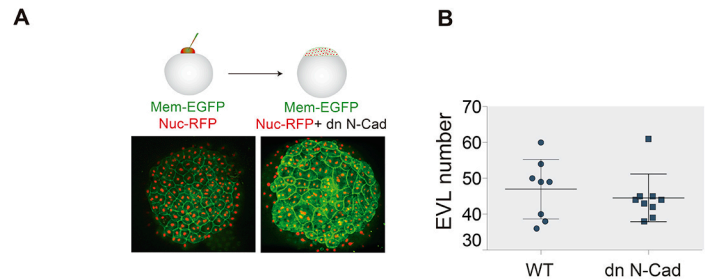 A
Mem-EGFP
Nuc-RFP
Mem-EGFP
Nuc-RFP+ dn N-Cad
B
EVL number
70
60
50
40
30
WT
dn N-Cad